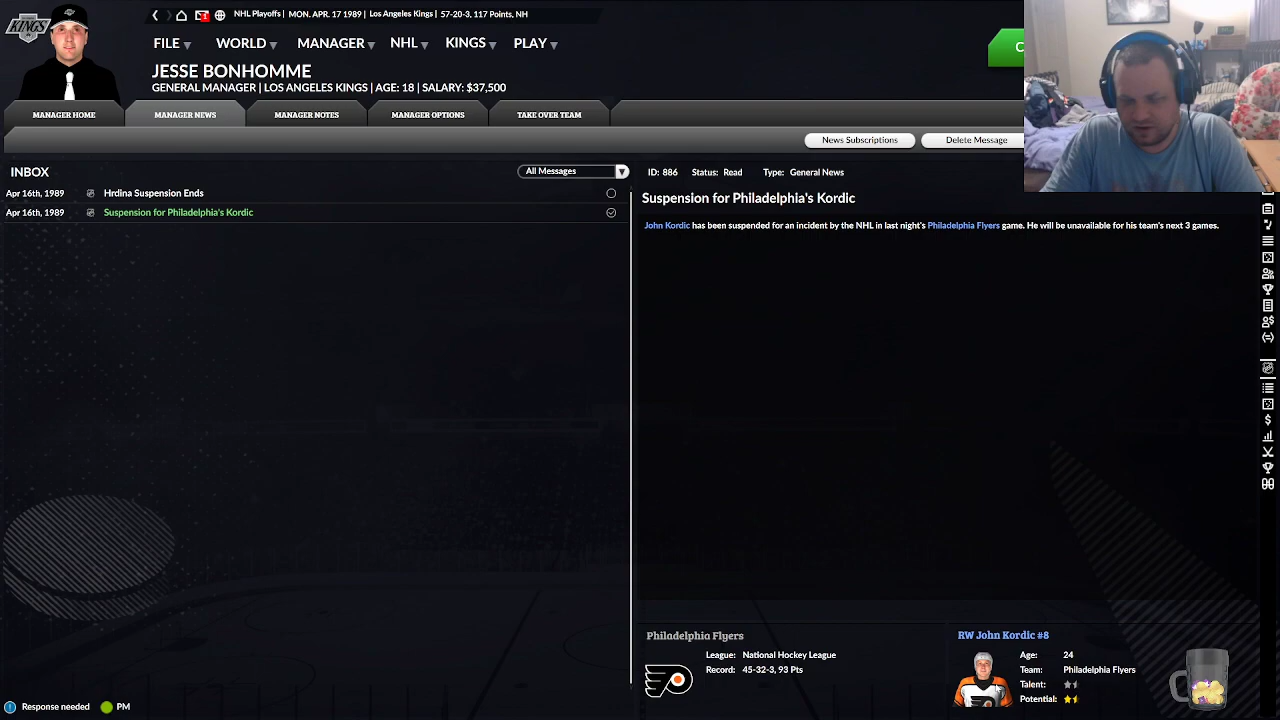 KINGS
NHL Playoffs | MON. APR. 17 1989 | Los Angeles Kings | 57-20-3, 117 Points, NH
FILE WORLD MANAGER NHL KINGS PLAY
C
JESSE BONHOMME
GENERAL MANAGER | LOS ANGELES KINGS | AGE: 18 | SALARY: $37,500
MANAGER HOME MANAGER NEWS MANAGER NOTES MANAGER OPTIONS TAKE OVER TEAM
News Subscriptions Delete Message
INBOX All Messages
Apr 16th, 1989 Hrdina Suspension Ends
Apr 16th, 1989 Suspension for Philadelphia's Kordic
ID: 886 Status: Read Type: General News
Suspension for Philadelphia's Kordic
John Kordic has been suspended for an incident by the NHL in last night's Philadelphia Flyers game. He will be unavailable for his team's next 3 games.
Philadelphia Flyers
League: National Hockey League
Record: 45-32-3, 93 Pts
RW John Kordic #8
Age: 24
Team: Philadelphia Flyers
Talent:
Potential:
Response needed PM